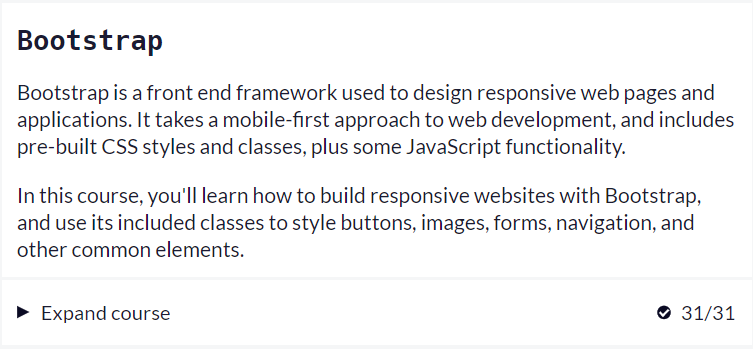 Bootstrap
Bootstrap is a front end framework used to design responsive web pages and
applications. It takes a mobile-first approach to web development, and includes
pre-built CSS styles and classes, plus some JavaScript functionality.
In this course, you'll learn how to build responsive websites with Bootstrap,
and use its included classes to style buttons, images, forms, navigation, and
other common elements.
Expand course 31/31